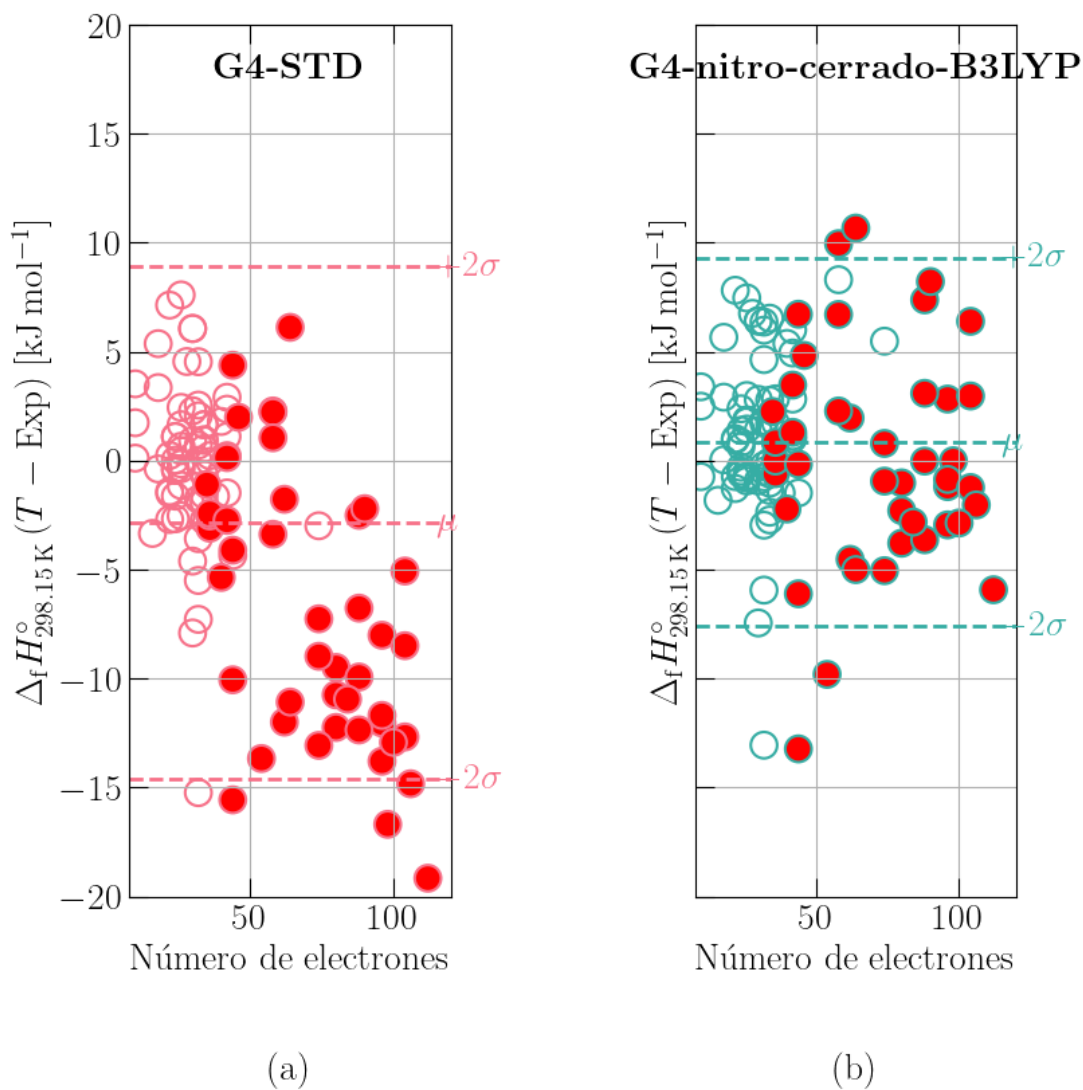 G4-STD
20
15
10
5
0
−5
−10
−15
−20
Δ_f H°_{298.15 K} (T − Exp) [kJ mol⁻¹]
+2σ
μ
−2σ
50 100
Número de electrones
(a)
G4-nitro-cerrado-B3LYP
Δ_f H°_{298.15 K} (T − Exp) [kJ mol⁻¹]
+2σ
μ
−2σ
50 100
Número de electrones
(b)